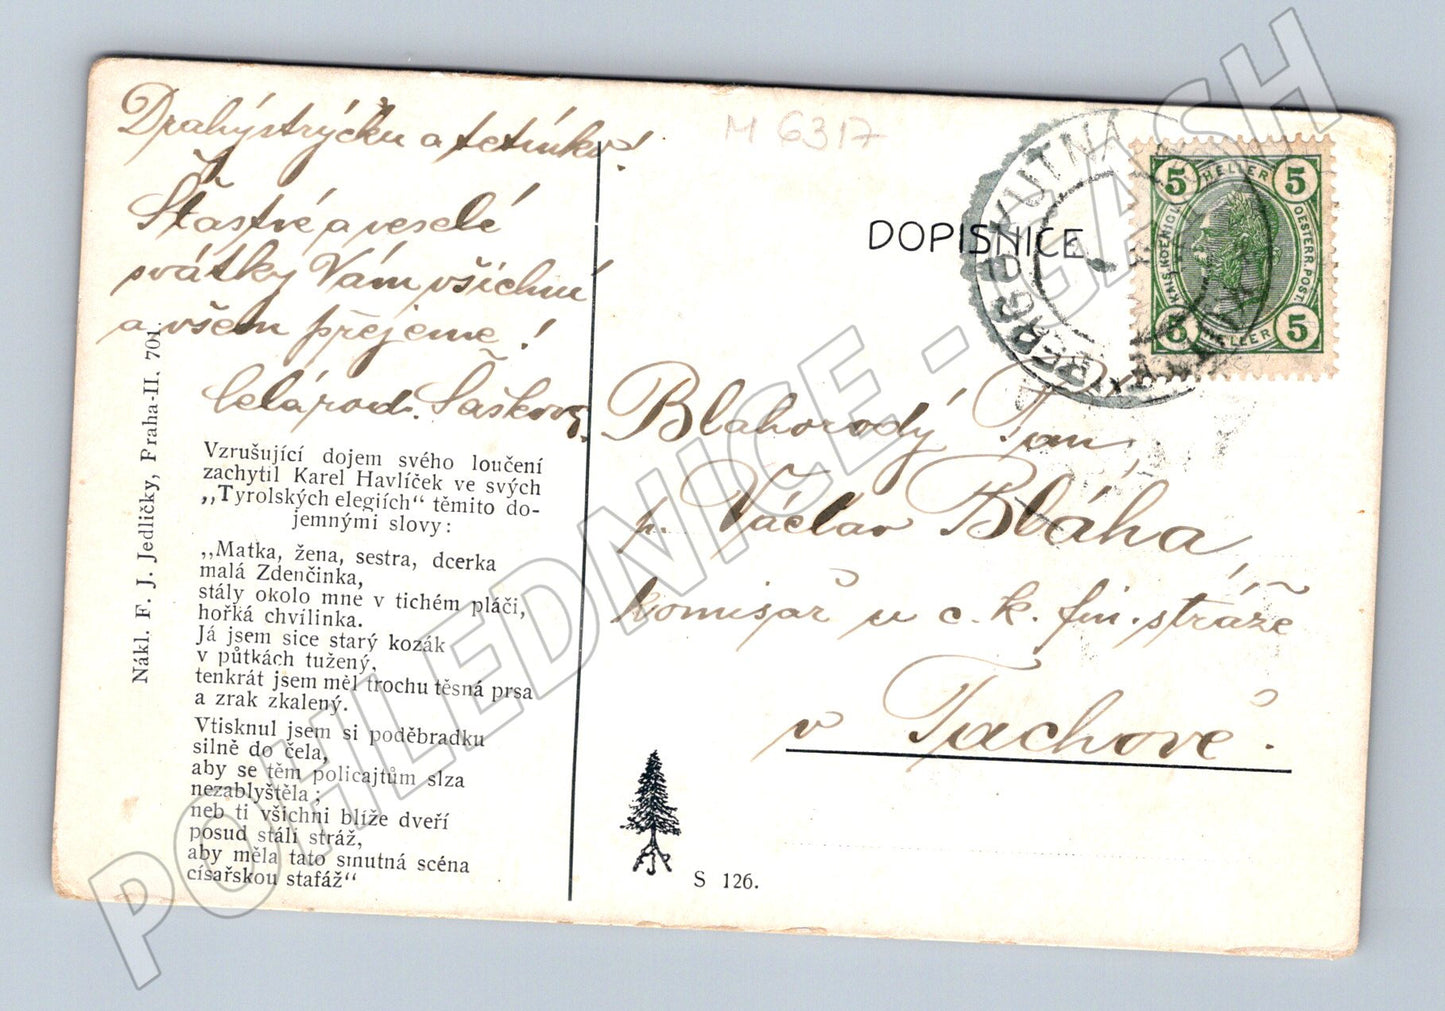 Drahý strýčku a tetinko!
Šťastné a veselé
svátky Vám všichni
a všem přejeme!
Celá rod. Šaškova.
Vzrušující dojem svého loučení
zachytil Karel Havlíček ve svých
„Tyrolských elegiích" těmito do-
jemnými slovy:
„Matka, žena, sestra, dcerka
malá Zdenčinka,
stály okolo mne v tichém pláči,
hořká chvílinka.
Já jsem sice starý kozák
v půtkách tužený,
tenkrát jsem měl trochu těsná prsa
a zrak zkalený.
Vtisknul jsem si poděbradku
silně do čela,
aby se těm policajtům slza
nezablyštěla;
neb ti všichni blíže dveří
posud stáli stráž,
aby měla tato smutná scéna
císařskou stafáž"
Nákl. F. J. Jedličky, Praha-II. 701.
M 6317
DOPISNICE
KUTNÁ
5 HELLER 5
KAIS. KOENIGL.
OESTERR. POST.
5 HELLER 5
Blahorodý Pan
p. Václav Bláha,
komisař u c. k. fin. stráže
v Tachově.
S 126.
POHLEDNICE - GASH